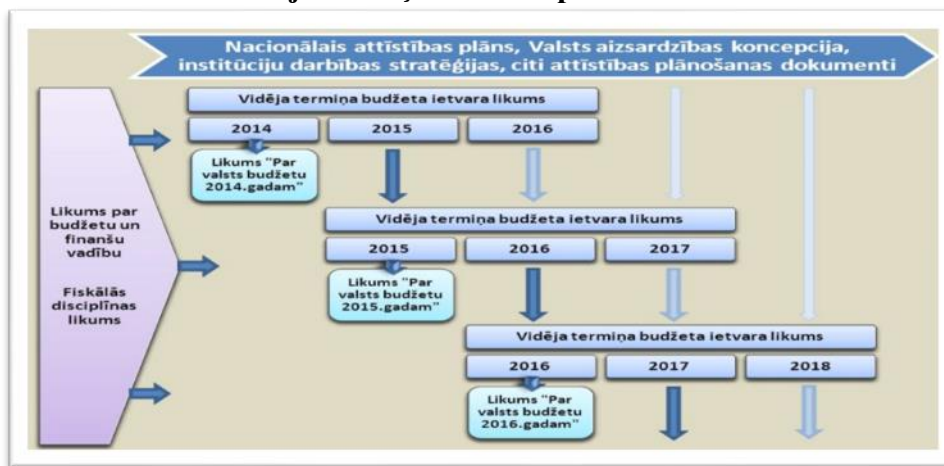 Nacionālais attīstības plāns, Valsts aizsardzības koncepcija,
institūciju darbības stratēģijas, citi attīstības plānošanas dokumenti
Vidēja termiņa budžeta ietvara likums
2014
2015
2016
Likums "Par
valsts budžetu
2014.gadam"
Likums par
budžetu un
finanšu
vadību
Fiskālās
disciplīnas
likums
Vidēja termiņa budžeta ietvara likums
2015
2016
2017
Likums "Par
valsts budžetu
2015.gadam"
Vidēja termiņa budžeta ietvara likums
2016
2017
2018
Likums "Par
valsts budžetu
2016.gadam"